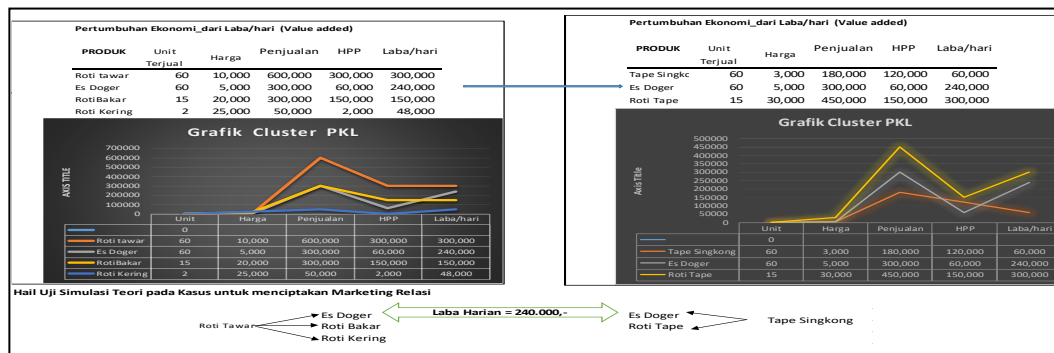 Pertumbuhan Ekonomi_dari Laba/hari (Value added)
PRODUK Unit Terjual Harga Penjualan HPP Laba/hari
Roti tawar 60 10,000 600,000 300,000 300,000
Es Doger 60 5,000 300,000 60,000 240,000
RotiBakar 15 20,000 300,000 150,000 150,000
Roti Kering 2 25,000 50,000 2,000 48,000
Grafik Cluster PKL
AXIS TITLE
700000
600000
500000
400000
300000
200000
100000
0
Unit Harga Penjualan HPP Laba/hari
0
Roti tawar 60 10,000 600,000 300,000 300,000
Es Doger 60 5,000 300,000 60,000 240,000
RotiBakar 15 20,000 300,000 150,000 150,000
Roti Kering 2 25,000 50,000 2,000 48,000
Pertumbuhan Ekonomi_dari Laba/hari (Value added)
PRODUK Unit Terjual Harga Penjualan HPP Laba/hari
Tape Singkc 60 3,000 180,000 120,000 60,000
Es Doger 60 5,000 300,000 60,000 240,000
Roti Tape 15 30,000 450,000 150,000 300,000
Grafik Cluster PKL
Axis Title
500000
450000
400000
350000
300000
250000
200000
150000
100000
50000
0
Unit Harga Penjualan HPP Laba/hari
0
Tape Singkong 60 3,000 180,000 120,000 60,000
Es Doger 60 5,000 300,000 60,000 240,000
Roti Tape 15 30,000 450,000 150,000 300,000
Hail Uji Simulasi Teori pada Kasus untuk menciptakan Marketing Relasi
Roti Tawar
Es Doger
Roti Bakar
Roti Kering
Laba Harian = 240.000,-
Es Doger
Roti Tape
Tape Singkong